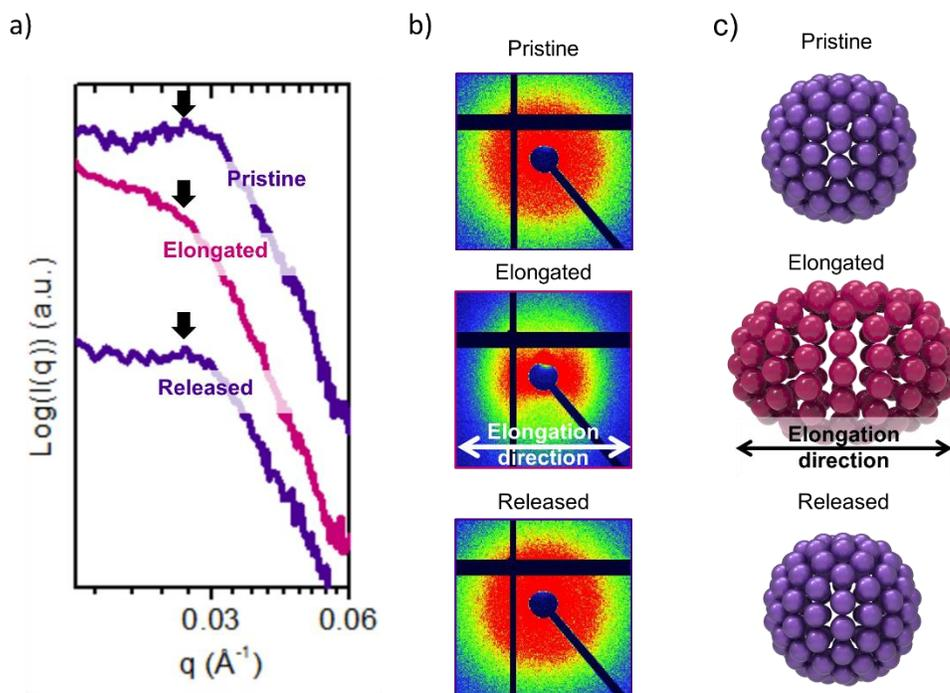 a)
Pristine
Elongated
Released
Log(I(q)) (a.u.)
0.03
0.06
q (Å⁻¹)
b)
Pristine
Elongated
Elongation
direction
Released
c)
Pristine
Elongated
Elongation
direction
Released